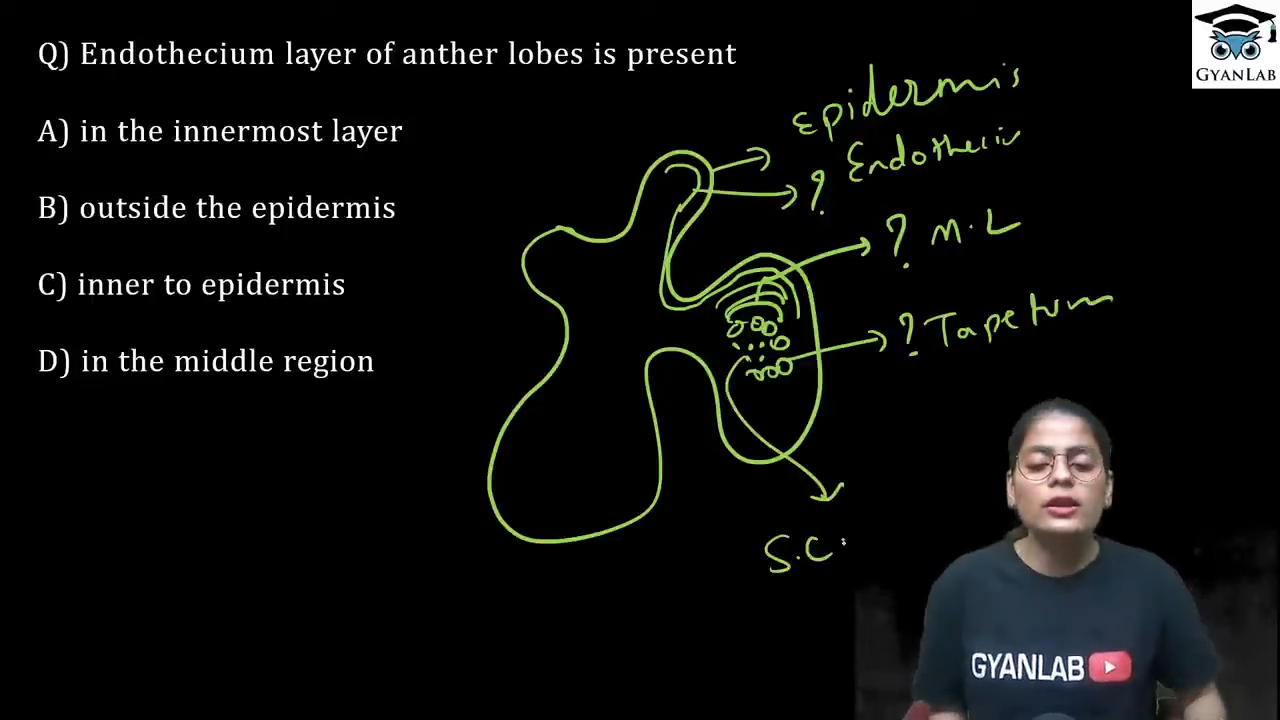 Q) Endothecium layer of anther lobes is present
A) in the innermost layer
B) outside the epidermis
C) inner to epidermis
D) in the middle region
GYANLAB
Epidermis
? Endotheciu
? M.L
? Tapetum
S.C.
GYANLAB